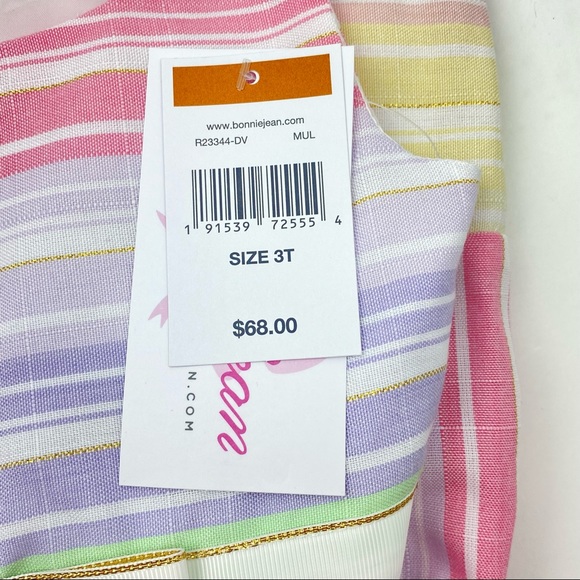 www.bonniejean.com
R23344-DV MUL
1 91539 72555 4
SIZE 3T
$68.00
N.COM